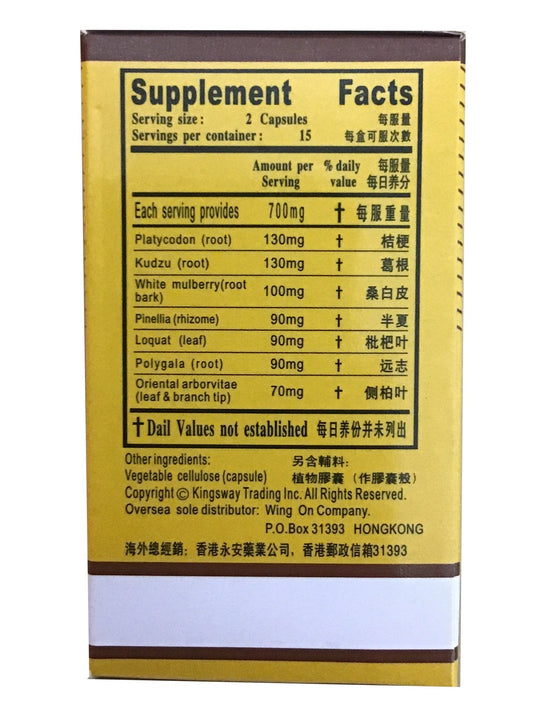 Supplement Facts
Serving size : 2 Capsules 每服量
Servings per container : 15 每盒可服次數
Amount per Serving % daily value 每服量 每日养分
Each serving provides 700mg † 每服重量
Platycodon (root) 130mg † 桔梗
Kudzu (root) 130mg † 葛根
White mulberry(root bark) 100mg † 桑白皮
Pinellia (rhizome) 90mg † 半夏
Loquat (leaf) 90mg † 枇杷叶
Polygala (root) 90mg † 远志
Oriental arborvitae (leaf & branch tip) 70mg † 侧柏叶
†Dail Values not established 每日养份并未列出
Other ingredients: 另含輔料:
Vegetable cellulose (capsule) 植物膠囊（作膠囊殼）
Copyright © Kingsway Trading Inc. All Rights Reserved.
Oversea sole distributor: Wing On Company.
P.O.Box 31393 HONGKONG
海外總經銷：香港永安藥業公司，香港郵政信箱31393